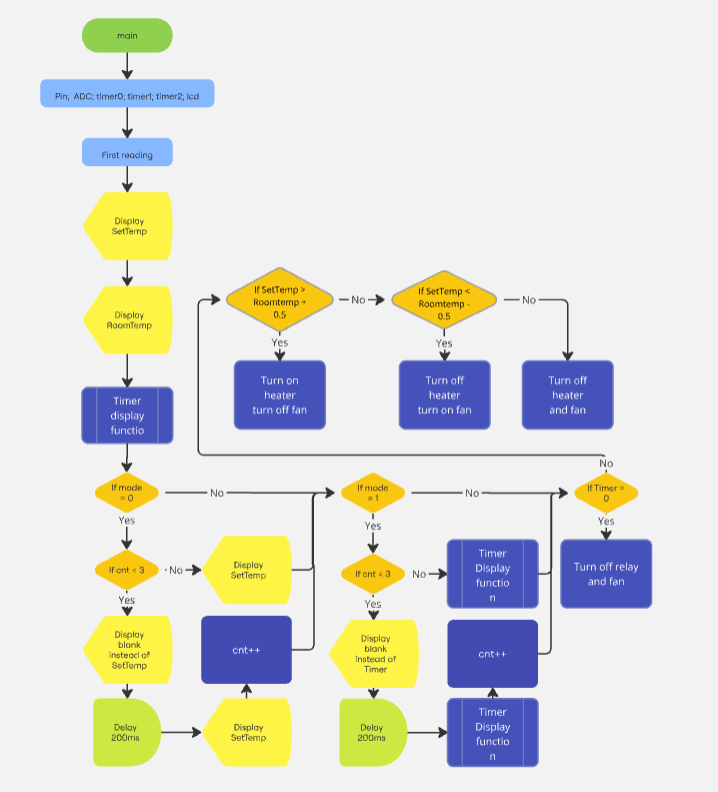 main
Pin; ADC; timer0; timer1; timer2; lcd
First reading
Display
SetTemp
Display
RoomTemp
Timer
display
functio
If SetTemp >
Roomtemp +
0.5
No
If SetTemp <
Roomtemp -
0.5
No
Yes
Yes
Turn on
heater
turn off fan
Turn off
heater
turn on fan
Turn off
heater
and fan
If mode
= 0
No
If mode
= 1
No
No
If Timer =
0
Yes
Yes
Yes
If cnt < 3
No
Display
SetTemp
If cnt < 3
No
Timer
Display
functio
n
Turn off relay
and fan
Yes
Yes
Display
blank
instead of
SetTemp
cnt++
Display
blank
instead of
Timer
cnt++
Delay
200ms
Display
SetTemp
Delay
200ms
Timer
Display
functio
n